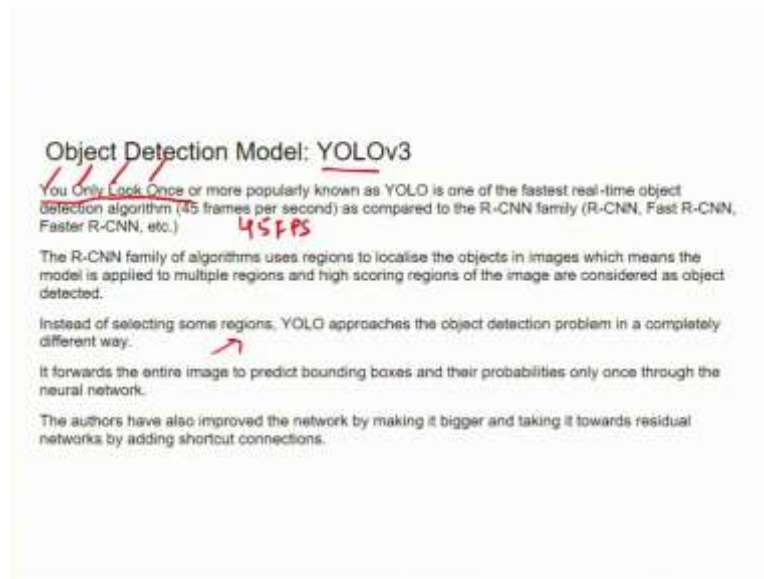 Object Detection Model: YOLOv3
You Only Look Once or more popularly known as YOLO is one of the fastest real-time object
detection algorithm (45 frames per second) as compared to the R-CNN family (R-CNN, Fast R-CNN,
Faster R-CNN, etc.)
45FPS
The R-CNN family of algorithms uses regions to localise the objects in images which means the
model is applied to multiple regions and high scoring regions of the image are considered as object
detected.
Instead of selecting some regions, YOLO approaches the object detection problem in a completely
different way.
It forwards the entire image to predict bounding boxes and their probabilities only once through the
neural network.
The authors have also improved the network by making it bigger and taking it towards residual
networks by adding shortcut connections.